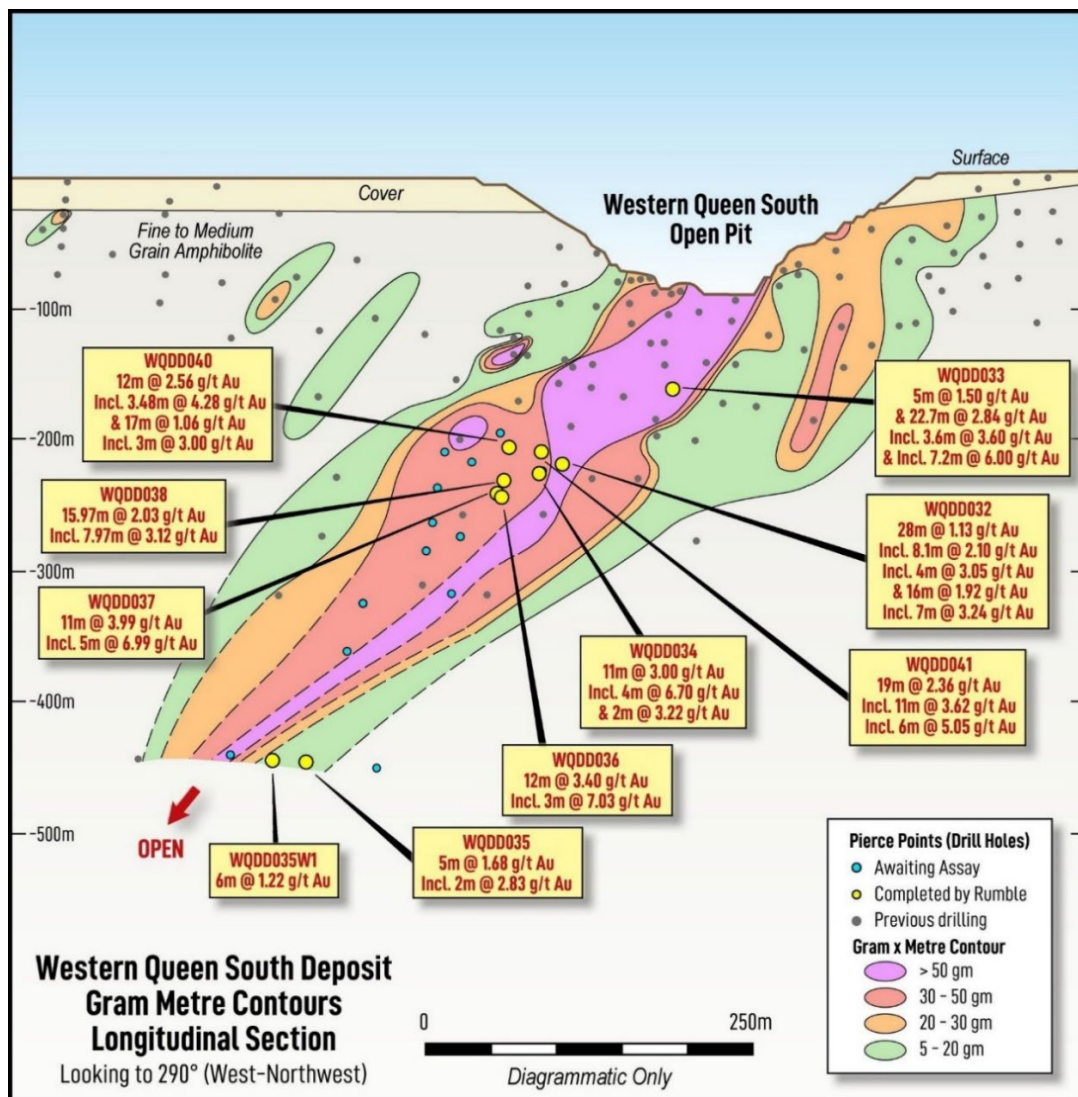 Surface
Cover
Western Queen South
Open Pit
Fine to Medium
Grain Amphibolite
-100m
-200m
-300m
-400m
-500m
WQDD040
12m @ 2.56 g/t Au
Incl. 3.48m @ 4.28 g/t Au
& 17m @ 1.06 g/t Au
Incl. 3m @ 3.00 g/t Au
WQDD033
5m @ 1.50 g/t Au
& 22.7m @ 2.84 g/t Au
Incl. 3.6m @ 3.60 g/t Au
& Incl. 7.2m @ 6.00 g/t Au
WQDD038
15.97m @ 2.03 g/t Au
Incl. 7.97m @ 3.12 g/t Au
WQDD032
28m @ 1.13 g/t Au
Incl. 8.1m @ 2.10 g/t Au
Incl. 4m @ 3.05 g/t Au
& 16m @ 1.92 g/t Au
Incl. 7m @ 3.24 g/t Au
WQDD037
11m @ 3.99 g/t Au
Incl. 5m @ 6.99 g/t Au
WQDD034
11m @ 3.00 g/t Au
Incl. 4m @ 6.70 g/t Au
& 2m @ 3.22 g/t Au
WQDD041
19m @ 2.36 g/t Au
Incl. 11m @ 3.62 g/t Au
Incl. 6m @ 5.05 g/t Au
WQDD036
12m @ 3.40 g/t Au
Incl. 3m @ 7.03 g/t Au
OPEN
WQDD035W1
6m @ 1.22 g/t Au
WQDD035
5m @ 1.68 g/t Au
Incl. 2m @ 2.83 g/t Au
Pierce Points (Drill Holes)
Awaiting Assay
Completed by Rumble
Previous drilling
Gram x Metre Contour
> 50 gm
30 - 50 gm
20 - 30 gm
5 - 20 gm
Western Queen South Deposit
Gram Metre Contours
Longitudinal Section
Looking to 290° (West-Northwest)
0 250m
Diagrammatic Only